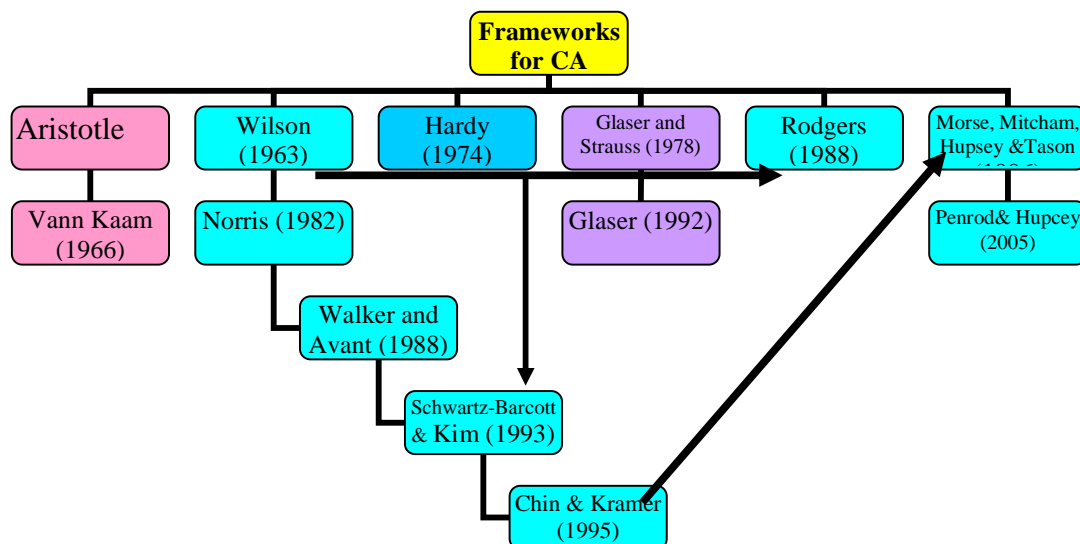 Frameworks
for CA
Aristotle
Wilson
(1963)
Hardy
(1974)
Glaser and
Strauss (1978)
Rodgers
(1988)
Morse, Mitcham,
Hupsey &Tason
Vann Kaam
(1966)
Norris (1982)
Glaser (1992)
Penrod& Hupcey
(2005)
Walker and
Avant (1988)
Schwartz-Barcott
& Kim (1993)
Chin & Kramer
(1995)